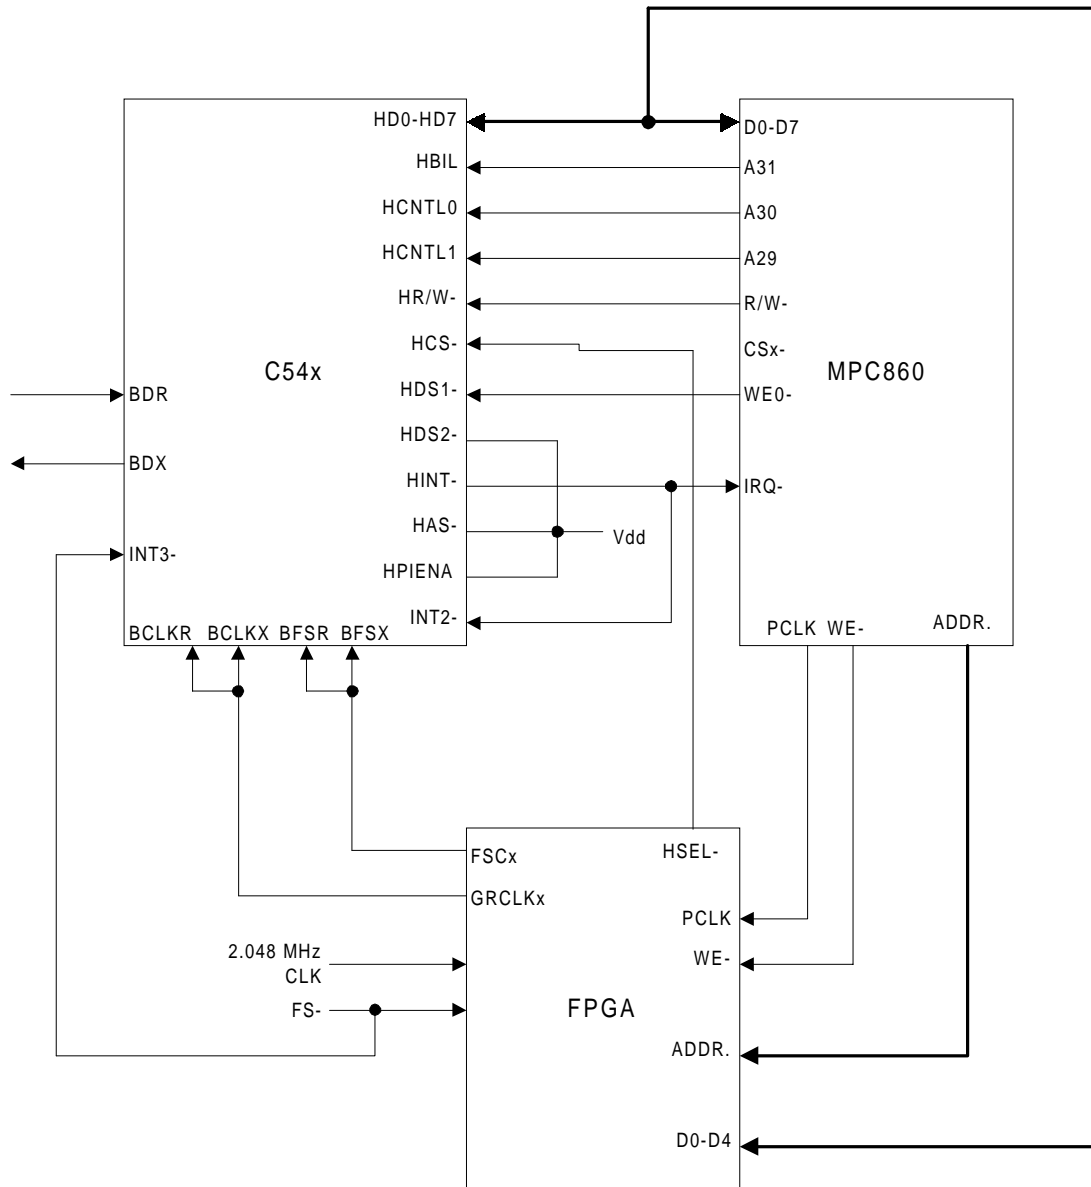 HD0-HD7
D0-D7
HBIL
A31
HCNTL0
A30
HCNTL1
A29
HR/W-
R/W-
HCS-
CSx-
C54x
MPC860
BDR
HDS1-
WE0-
HDS2-
BDX
HINT-
IRQ-
HAS-
Vdd
INT3-
HPIENA
INT2-
BCLKR BCLKX BFSR BFSX
PCLK WE-
ADDR.
FSCx
HSEL-
GRCLKx
PCLK
2.048 MHz
CLK
WE-
FS-
FPGA
ADDR.
D0-D4